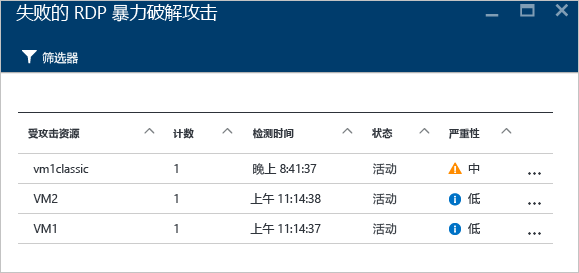 失败的 RDP 暴力破解攻击
筛选器
受攻击资源 计数 检测时间 状态 严重性
vm1classic 1 晚上 8:41:37 活动 中 ...
VM2 1 上午 11:14:38 活动 低 ...
VM1 1 上午 11:14:37 活动 低 ...